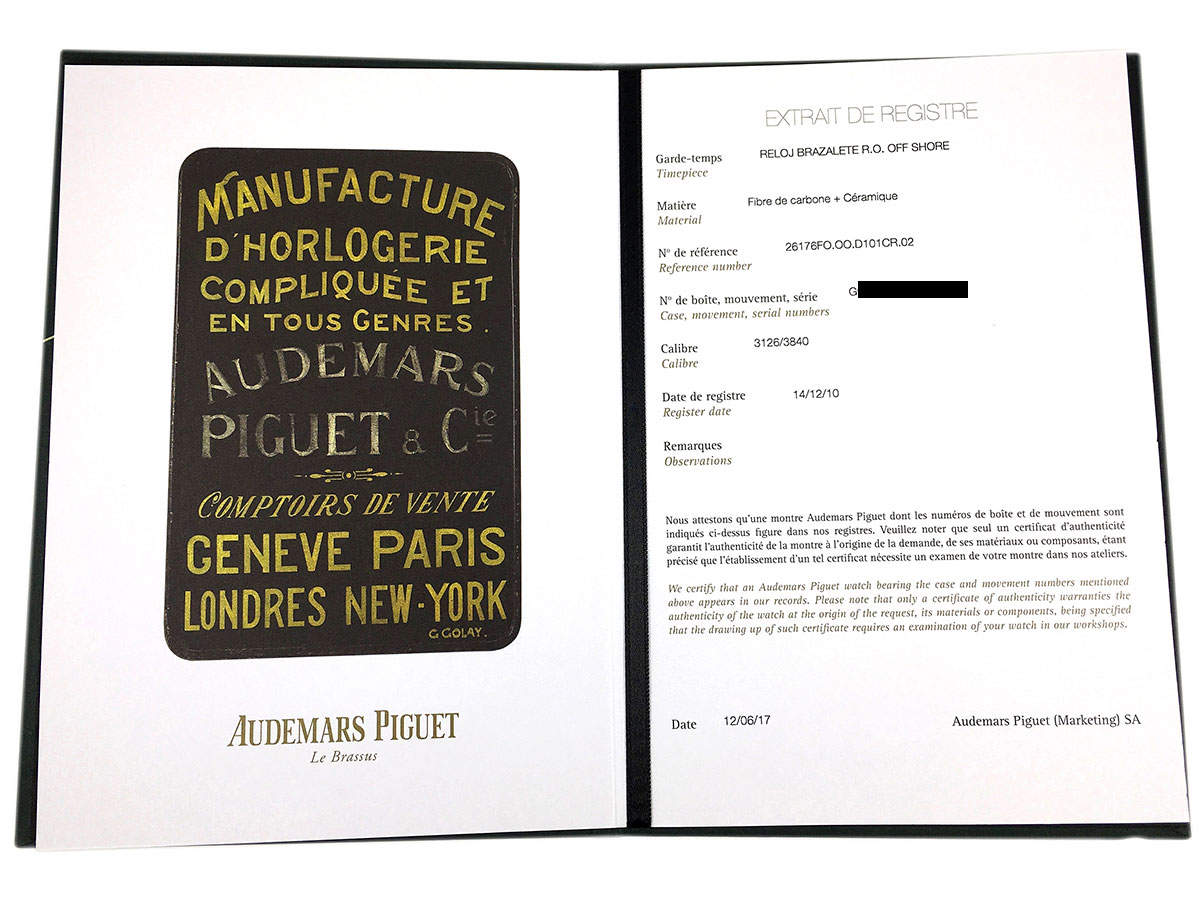 MANUFACTURE
D'HORLOGERIE
COMPLIQUÉE ET
EN TOUS GENRES.
AUDEMARS
PIGUET & Cie
COMPTOIRS DE VENTE
GENEVE PARIS
LONDRES NEW-YORK
G GOLAY.
AUDEMARS PIGUET
Le Brassus
EXTRAIT DE REGISTRE
Garde-temps RELOJ BRAZALETE R.O. OFF SHORE
Timepiece
Matière Fibre de carbone + Céramique
Material
Nº de référence 26176FO.OO.D101CR.02
Reference number
Nº de boîte, mouvement, série G
Case, movement, serial numbers
Calibre 3126/3840
Calibre
Date de registre 14/12/10
Register date
Remarques
Observations
Nous attestons qu'une montre Audemars Piguet dont les numéros de boîte et de mouvement sont
indiqués ci-dessus figure dans nos registres. Veuillez noter que seul un certificat d'authenticité
garantit l'authenticité de la montre à l'origine de la demande, de ses matériaux ou composants, étant
précisé que l'établissement d'un tel certificat nécessite un examen de votre montre dans nos ateliers.
We certify that an Audemars Piguet watch bearing the case and movement numbers mentioned
above appears in our records. Please note that only a certificate of authenticity warranties the
authenticity of the watch at the origin of the request, its materials or components, being specified
that the drawing up of such certificate requires an examination of your watch in our workshops.
Date 12/06/17 Audemars Piguet (Marketing) SA